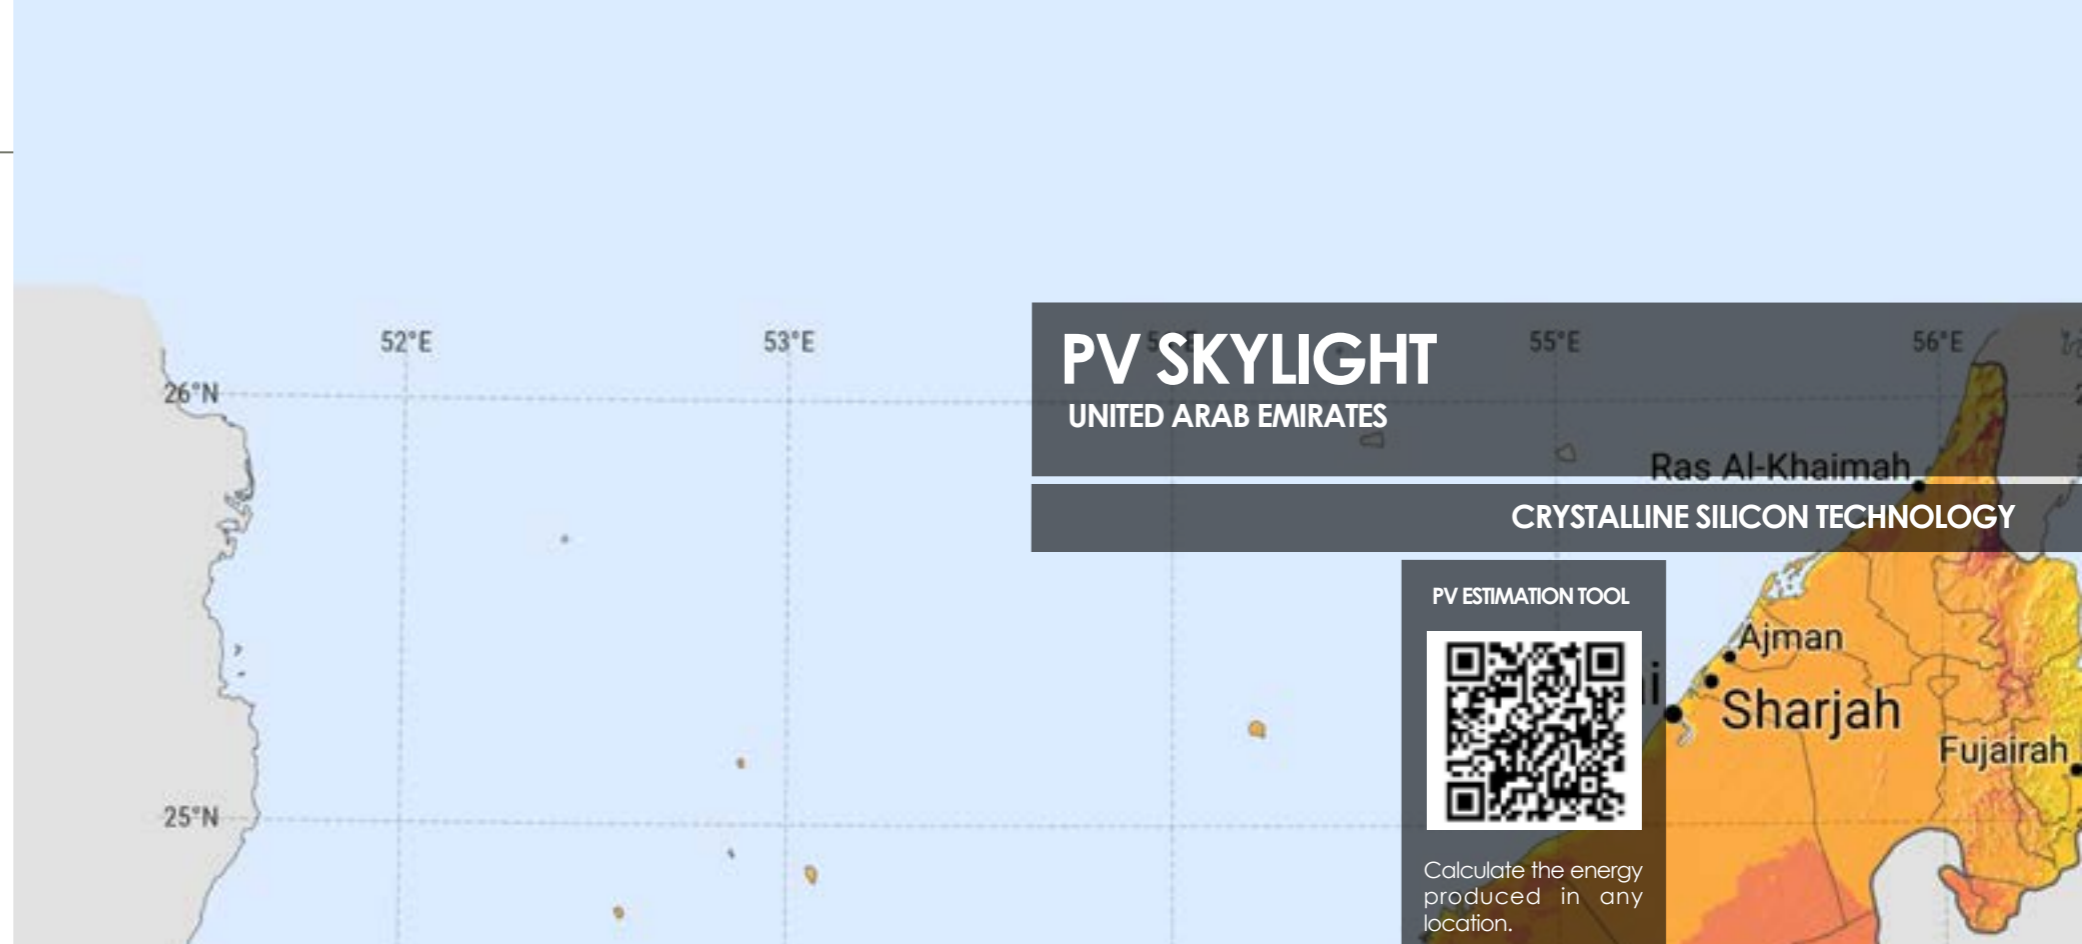 52°E
53°E
55°E
56°E
PV SKYLIGHT
26°N
UNITED ARAB EMIRATES
Ras Al-Khaimah
CRYSTALLINE SILICON TECHNOLOGY
PV ESTIMATION TOOL
Ajman
Sharjah
Fujairah
25°N
Calculate the energy
produced in any
location.